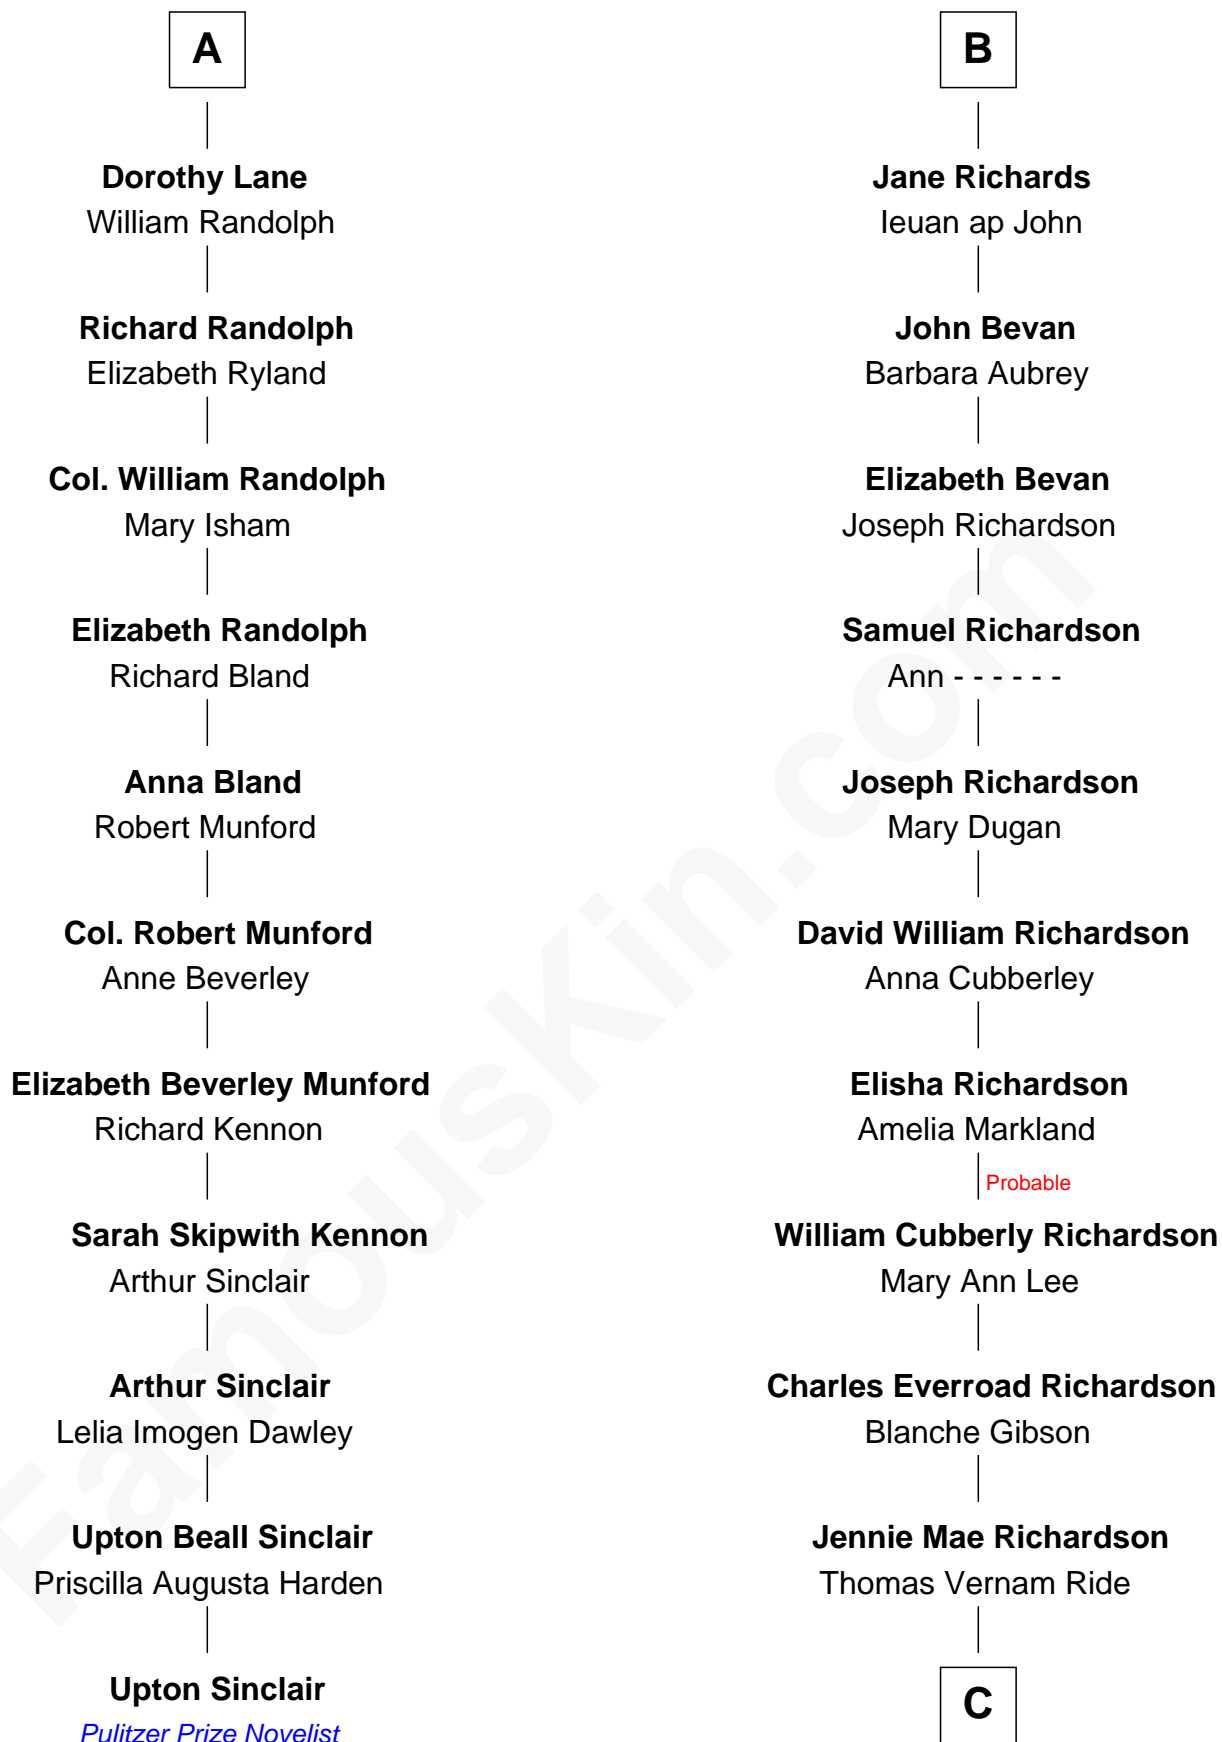 A
Dorothy Lane
William Randolph
Richard Randolph
Elizabeth Ryland
Col. William Randolph
Mary Isham
Elizabeth Randolph
Richard Bland
Anna Bland
Robert Munford
Col. Robert Munford
Anne Beverley
Elizabeth Beverley Munford
Richard Kennon
Sarah Skipwith Kennon
Arthur Sinclair
Arthur Sinclair
Lelia Imogen Dawley
Upton Beall Sinclair
Priscilla Augusta Harden
Upton Sinclair
Pulitzer Prize Novelist
B
Jane Richards
Ieuan ap John
John Bevan
Barbara Aubrey
Elizabeth Bevan
Joseph Richardson
Samuel Richardson
Ann - - - - - -
Joseph Richardson
Mary Dugan
David William Richardson
Anna Cubberley
Elisha Richardson
Amelia Markland
Probable
William Cubberly Richardson
Mary Ann Lee
Charles Everroad Richardson
Blanche Gibson
Jennie Mae Richardson
Thomas Vernam Ride
C
FamousKin.com